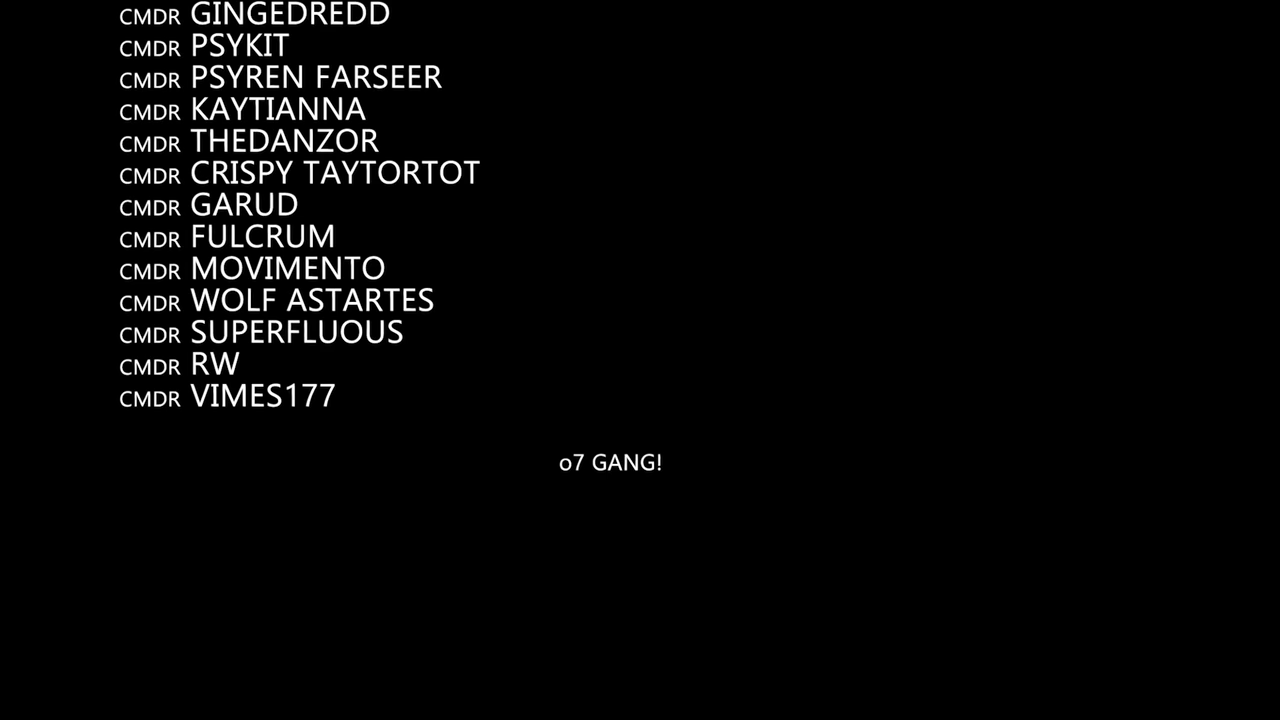 CMDR GINGEDREDD
CMDR PSYKIT
CMDR PSYREN FARSEER
CMDR KAYTIANNA
CMDR THEDANZOR
CMDR CRISPY TAYTORTOT
CMDR GARUD
CMDR FULCRUM
CMDR MOVIMENTO
CMDR WOLF ASTARTES
CMDR SUPERFLUOUS
CMDR RW
CMDR VIMES177
o7 GANG!